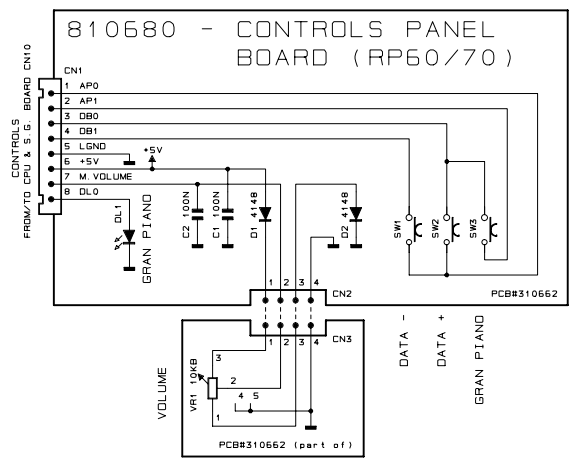 810680 - CONTROLS PANEL
BOARD (RP60/70)
CONTROLS
FROM/TO CPU & S.G. BOARD CN10
CN1
1 AP0
2 AP1
3 DB0
4 DB1
5 LGND
6 +5V
7 M.VOLUME
8 DL0
+5V
DL1
GRAN PIANO
C2 100N
C1 100N
D1 4148
D2 4148
SW1
SW2
SW3
1 2 3 4
CN2
PCB#310662
CN3
1 2 3 4
DATA -
DATA +
GRAN PIANO
VOLUME
VR1 10KB
3
2
1
4 5
PCB#310662 (part of)